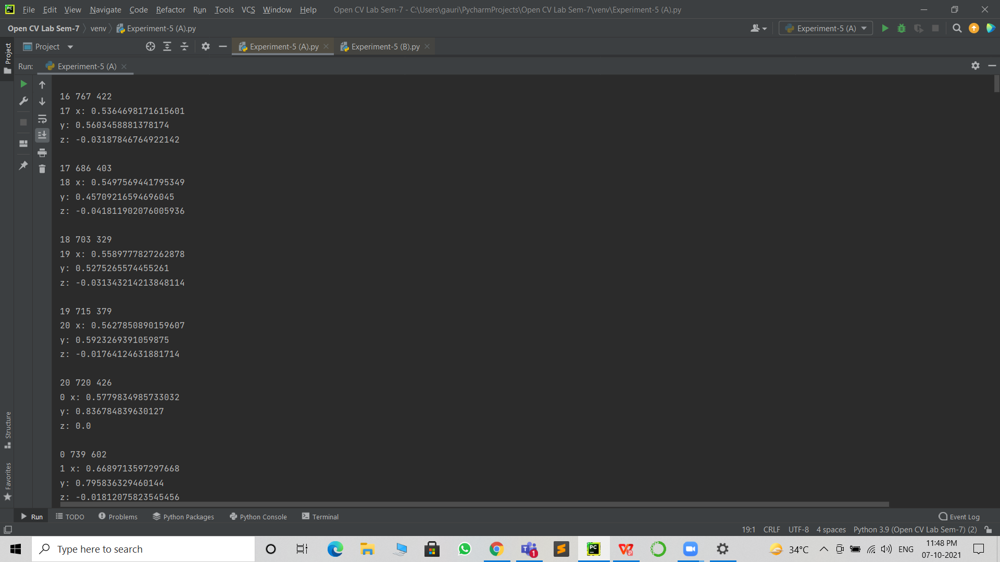 PC File Edit View Navigate Code Refactor Run Tools VCS Window Help Open CV Lab Sem-7 - C:\Users\gauri\PycharmProjects\Open CV Lab Sem-7\venv\Experiment-5 (A).py
Open CV Lab Sem-7 venv Experiment-5 (A).py Experiment-5 (A)
Project Project Experiment-5 (A).py Experiment-5 (B).py
Run: Experiment-5 (A)
16 767 422
17 x: 0.5364698171615601
y: 0.5603458881378174
z: -0.03187846764922142
17 686 403
18 x: 0.5497569441795349
y: 0.45709216594696045
z: -0.041811902076005936
18 703 329
19 x: 0.5589777827262878
y: 0.5275265574455261
z: -0.031343214213848114
19 715 379
20 x: 0.5627850890159607
y: 0.5923269391059875
z: -0.01764124631881714
20 720 426
0 x: 0.5779834985733032
y: 0.836784839630127
z: 0.0
0 739 602
1 x: 0.6689713597297668
y: 0.795836329460144
z: -0.01812075823545456
Structure
Favorites
Run TODO Problems Python Packages Python Console Terminal Event Log
19:1 CRLF UTF-8 4 spaces Python 3.9 (Open CV Lab Sem-7) (2)
Type here to search 1 PC 34°C ENG 11:48 PM
07-10-2021